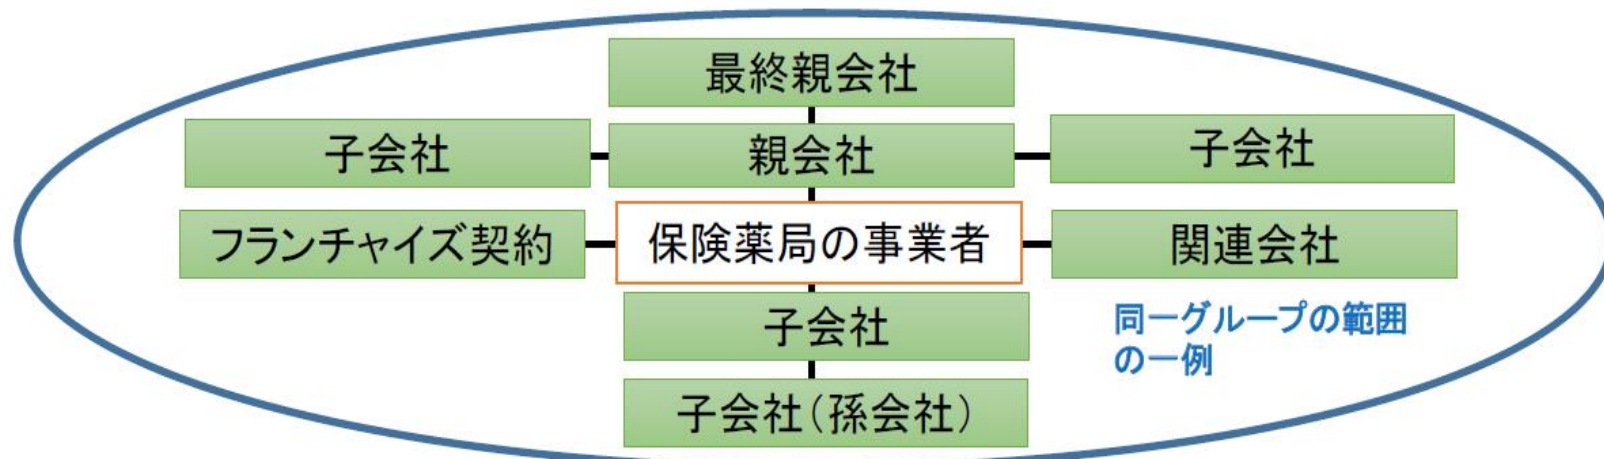 最終親会社
子会社
親会社
子会社
フランチャイズ契約
保険薬局の事業者
関連会社
子会社
同一グループの範囲
の一例
子会社(孫会社)